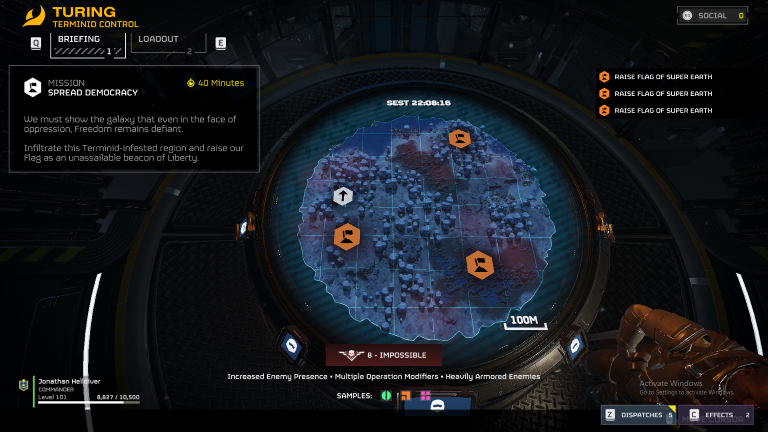 TURING
TERMINID CONTROL
Q
BRIEFING
1
LOADOUT
2
E
SOCIAL 0
MISSION
SPREAD DEMOCRACY
40 Minutes
We must show the galaxy that even in the face of
oppression, Freedom remains defiant.
Infiltrate this Terminid-infested region and raise our
Flag as an unassailable beacon of Liberty.
RAISE FLAG OF SUPER EARTH
RAISE FLAG OF SUPER EARTH
RAISE FLAG OF SUPER EARTH
SEST 22:08:16
100M
8 - IMPOSSIBLE
Increased Enemy Presence • Multiple Operation Modifiers • Heavily Armored Enemies
SAMPLES:
Jonathan Helldiver
COMMANDER
Level 101
8,827 / 10,500
Activate Windows
Go to Settings to activate Windows.
Z DISPATCHES 5
C EFFECTS 2
CURSOR